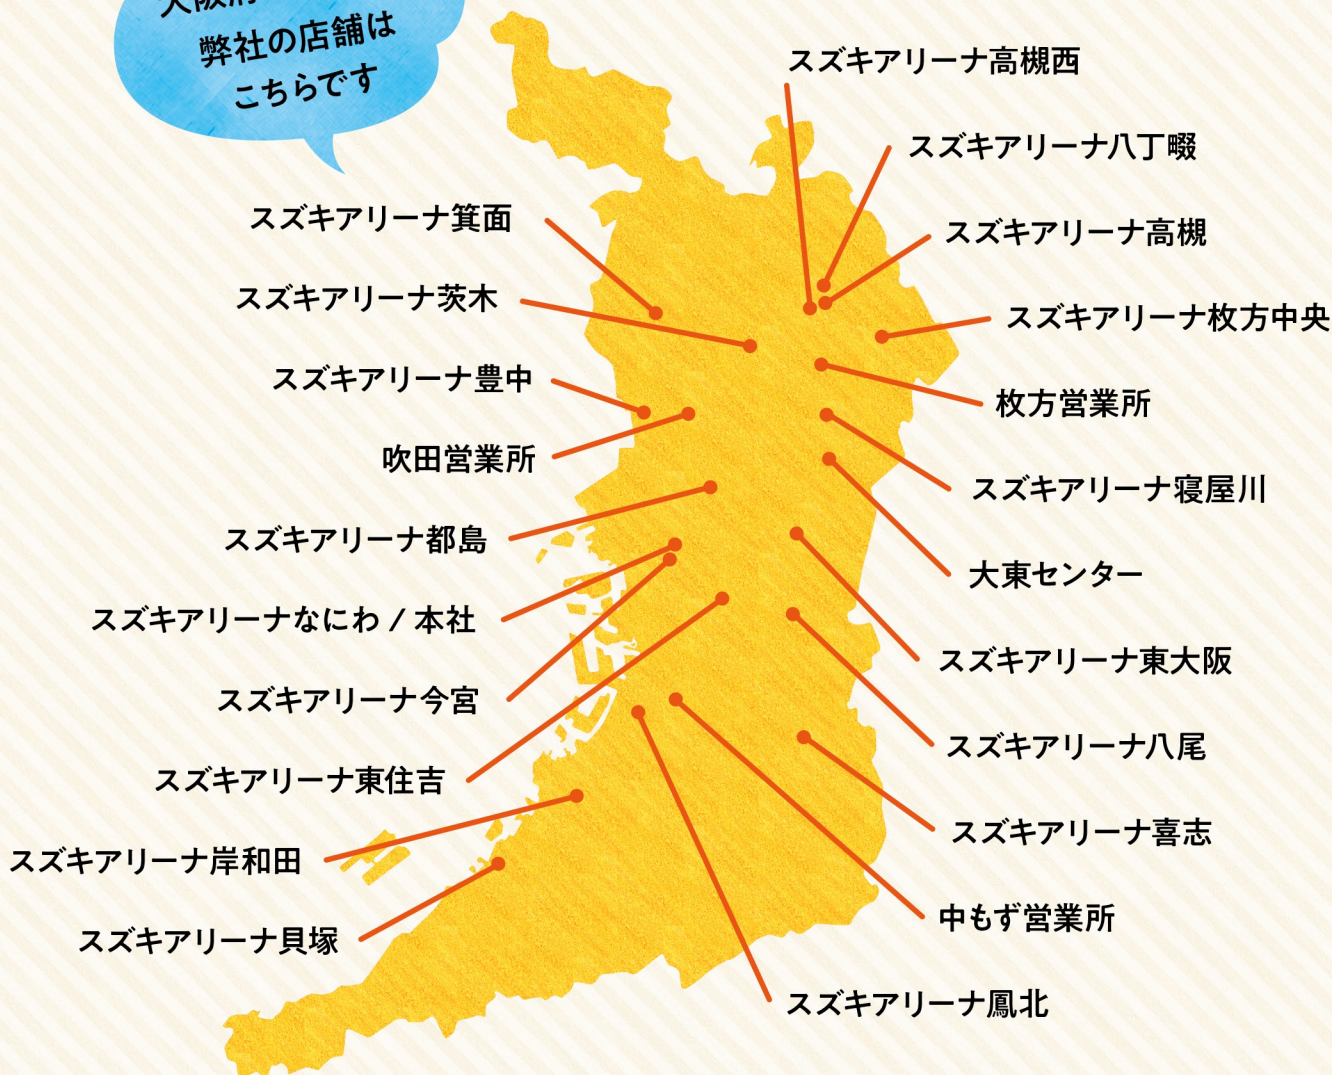 弊社の店舗は
こちらです
スズキアリーナ箕面
スズキアリーナ茨木
スズキアリーナ豊中
吹田営業所
スズキアリーナ都島
スズキアリーナなにわ / 本社
スズキアリーナ今宮
スズキアリーナ東住吉
スズキアリーナ岸和田
スズキアリーナ貝塚
スズキアリーナ高槻西
スズキアリーナ八丁畷
スズキアリーナ高槻
スズキアリーナ枚方中央
枚方営業所
スズキアリーナ寝屋川
大東センター
スズキアリーナ東大阪
スズキアリーナ八尾
スズキアリーナ喜志
中もず営業所
スズキアリーナ鳳北